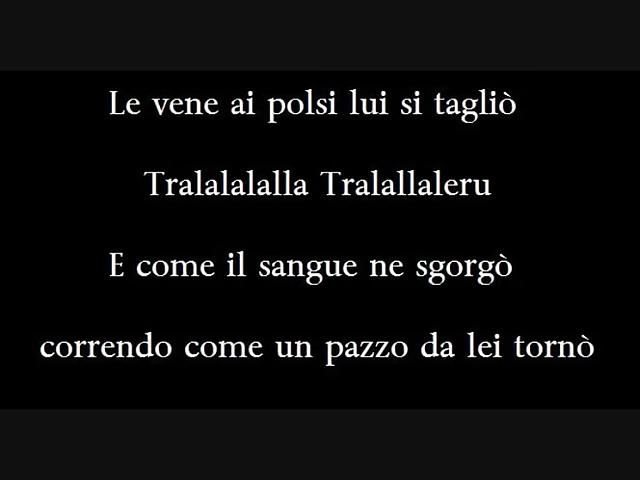 Le vene ai polsi lui si tagliò
Tralalalalla Tralallaleru
E come il sangue ne sgorgò
correndo come un pazzo da lei tornò